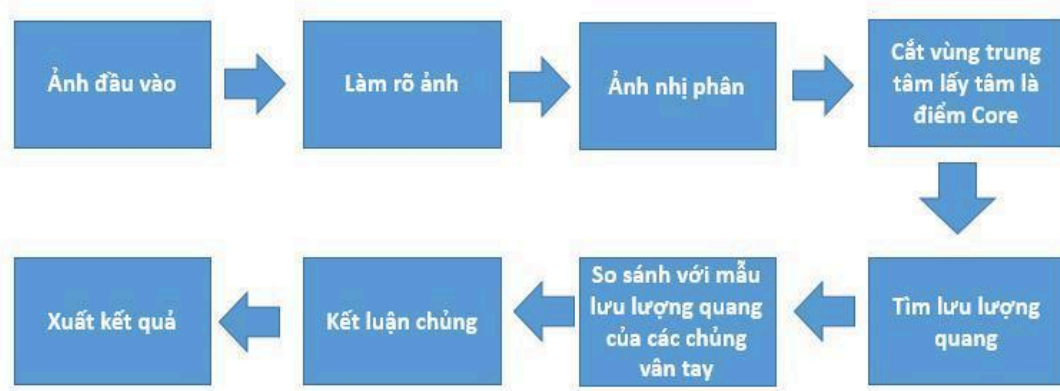 Ảnh đầu vào
Làm rõ ảnh
Ảnh nhị phân
Cắt vùng trung
tâm lấy tâm là
điểm Core
Tìm lưu lượng
quang
So sánh với mẫu
lưu lượng quang
của các chủng
vân tay
Kết luận chủng
Xuất kết quả